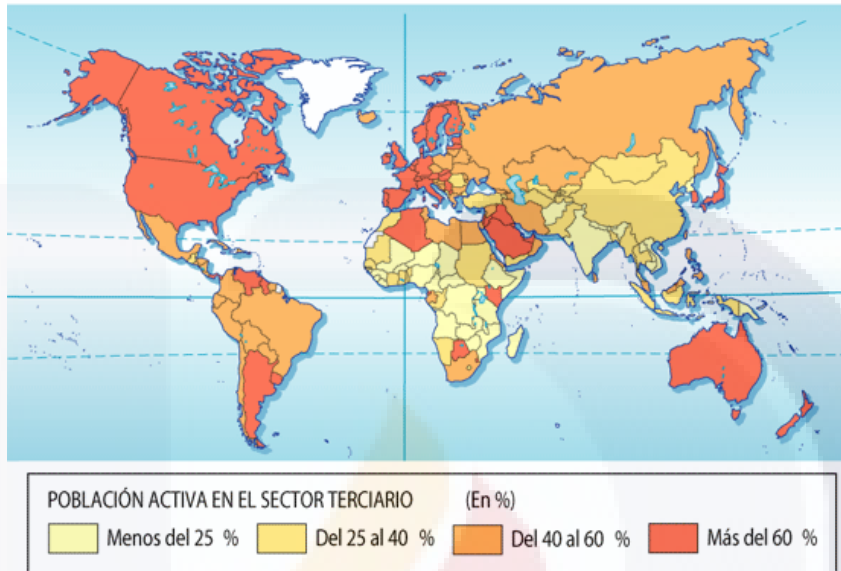 POBLACIÓN ACTIVA EN EL SECTOR TERCIARIO (En %)
Menos del 25 % Del 25 al 40 % Del 40 al 60 % Más del 60 %